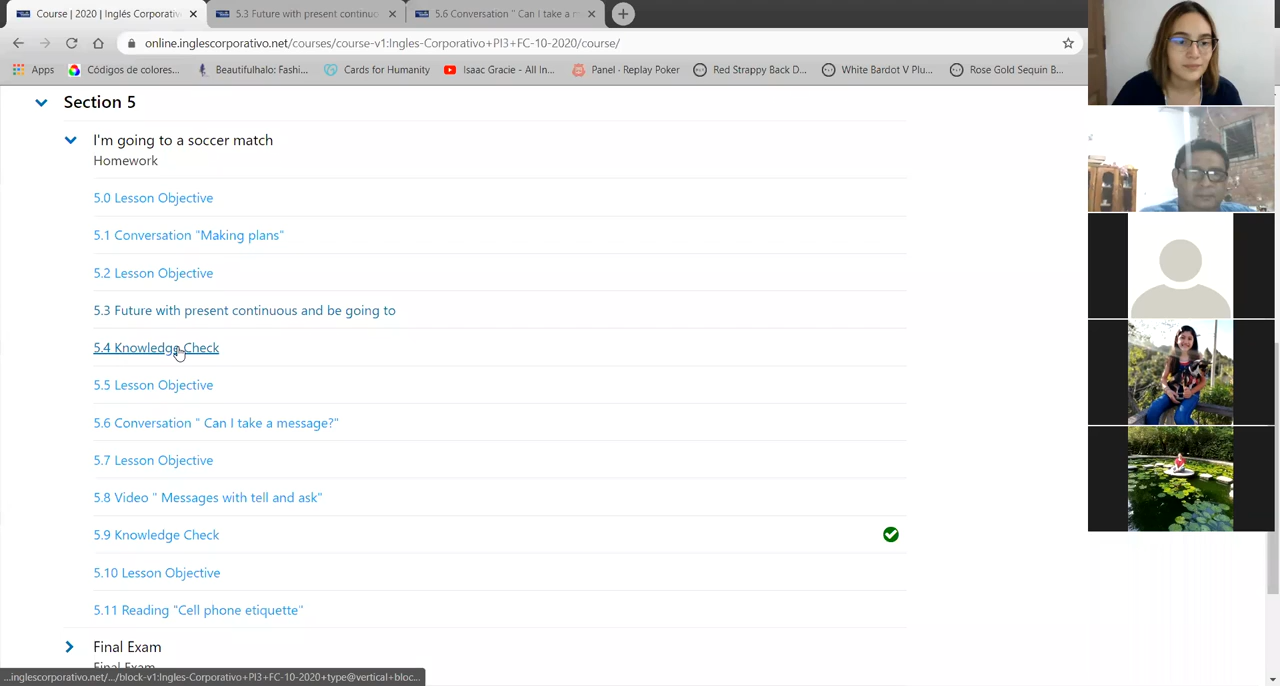 Course | 2020 | Inglés Corporativ
5.3 Future with present continuo
5.6 Conversation " Can I take a m
online.inglescorporativo.net/courses/course-v1:Ingles-Corporativo+PI3+FC-10-2020/course/
Apps
Códigos de colores...
Beautifulhalo: Fashi...
Cards for Humanity
Isaac Gracie - All In...
Panel · Replay Poker
Red Strappy Back D...
White Bardot V Plu...
Rose Gold Sequin B...
Section 5
I'm going to a soccer match
Homework
5.0 Lesson Objective
5.1 Conversation "Making plans"
5.2 Lesson Objective
5.3 Future with present continuous and be going to
5.4 Knowledge Check
5.5 Lesson Objective
5.6 Conversation " Can I take a message?"
5.7 Lesson Objective
5.8 Video " Messages with tell and ask"
5.9 Knowledge Check
5.10 Lesson Objective
5.11 Reading "Cell phone etiquette"
Final Exam
Final Exam
...inglescorporativo.net/.../block-v1:Ingles-Corporativo+PI3+FC-10-2020+type@vertical+bloc...